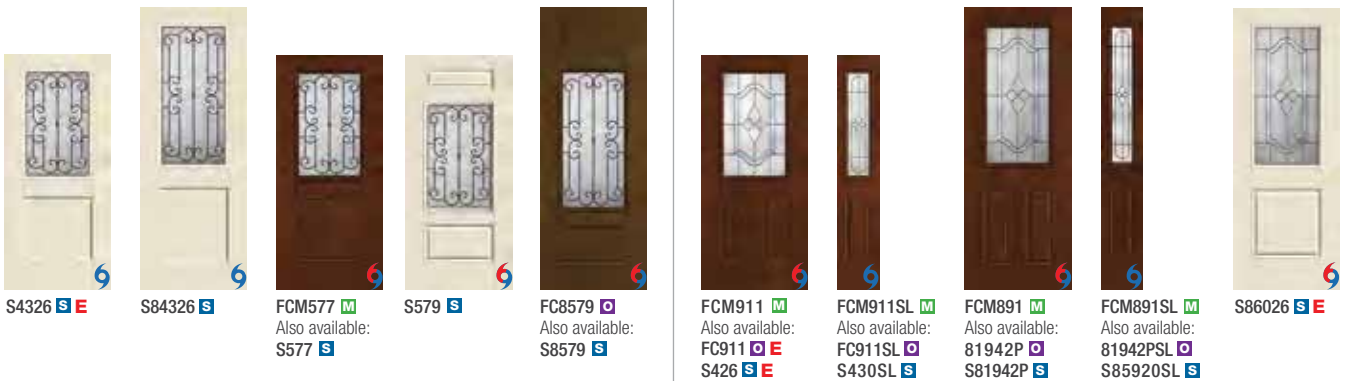 S4326 S E
S84326 S
FCM577 M
Also available:
S577 S
S579 S
FC8579 O
Also available:
S8579 S
FCM911 M
Also available:
FC911 O E
S426 S E
FCM911SL M
Also available:
FC911SL O
S430SL S
FCM891 M
Also available:
81942P O
S81942P S
FCM891SL M
Also available:
81942PSL O
S85920SL S
S86026 S E